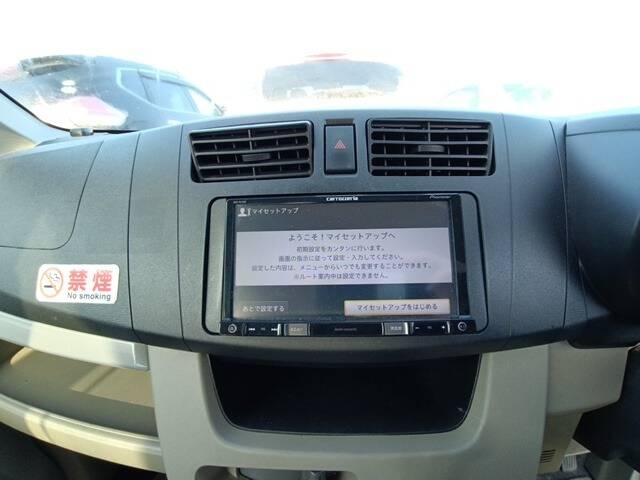 carrozzeria
Pioneer
マイセットアップ
ようこそ！マイセットアップへ
初期設定をカンタンに行います。
画面の指示に従って設定・入力してください。
設定した内容は、メニューからいつでも変更することができます。
※ルート案内中は設定できません。
あとで設定する
マイセットアップをはじめる
禁煙
No smoking